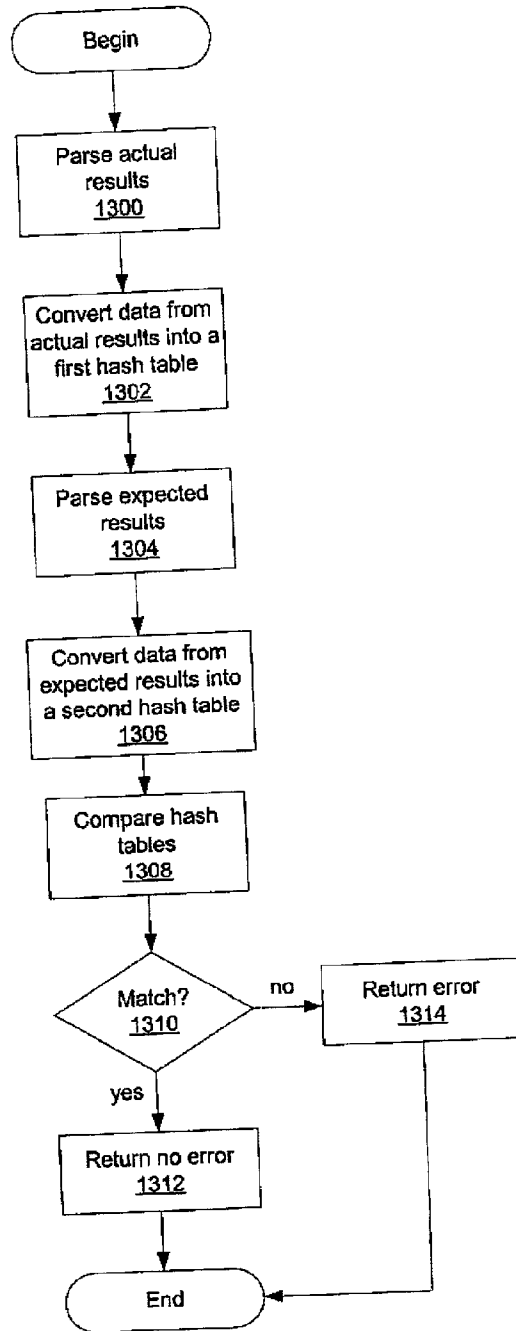 Begin
Parse actual
results
1300
Convert data from
actual results into a
first hash table
1302
Parse expected
results
1304
Convert data from
expected results into
a second hash table
1306
Compare hash
tables
1308
Match?
1310
no
Return error
1314
yes
Return no error
1312
End